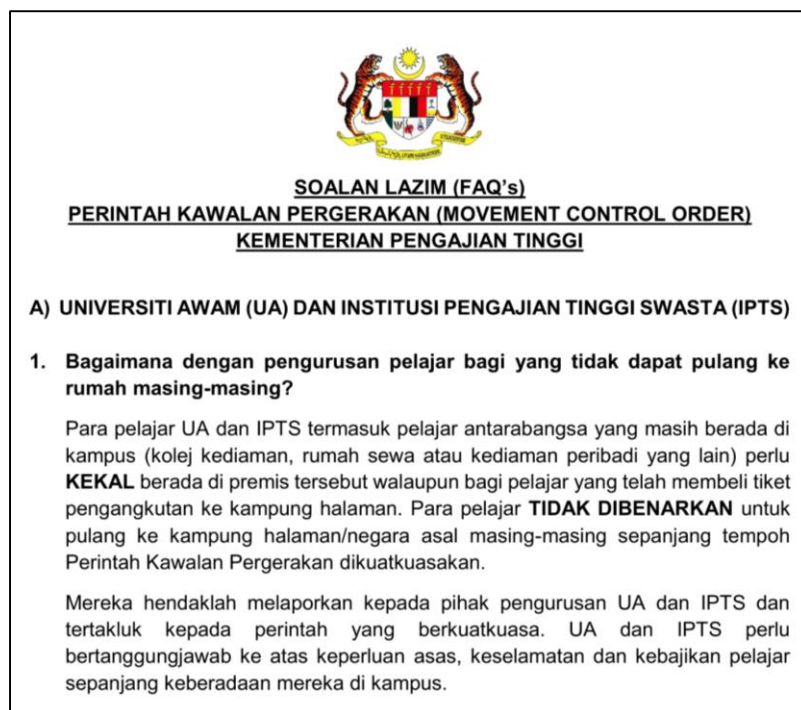 SOALAN LAZIM (FAQ's)
PERINTAH KAWALAN PERGERAKAN (MOVEMENT CONTROL ORDER)
KEMENTERIAN PENGAJIAN TINGGI
A) UNIVERSITI AWAM (UA) DAN INSTITUSI PENGAJIAN TINGGI SWASTA (IPTS)
1. Bagaimana dengan pengurusan pelajar bagi yang tidak dapat pulang ke
rumah masing-masing?
Para pelajar UA dan IPTS termasuk pelajar antarabangsa yang masih berada di
kampus (kolej kediaman, rumah sewa atau kediaman peribadi yang lain) perlu
KEKAL berada di premis tersebut walaupun bagi pelajar yang telah membeli tiket
pengangkutan ke kampung halaman. Para pelajar TIDAK DIBENARKAN untuk
pulang ke kampung halaman/negara asal masing-masing sepanjang tempoh
Perintah Kawalan Pergerakan dikuatkuasakan.
Mereka hendaklah melaporkan kepada pihak pengurusan UA dan IPTS dan
tertakluk kepada perintah yang berkuatkuasa. UA dan IPTS perlu
bertanggungjawab ke atas keperluan asas, keselamatan dan kebajikan pelajar
sepanjang keberadaan mereka di kampus.